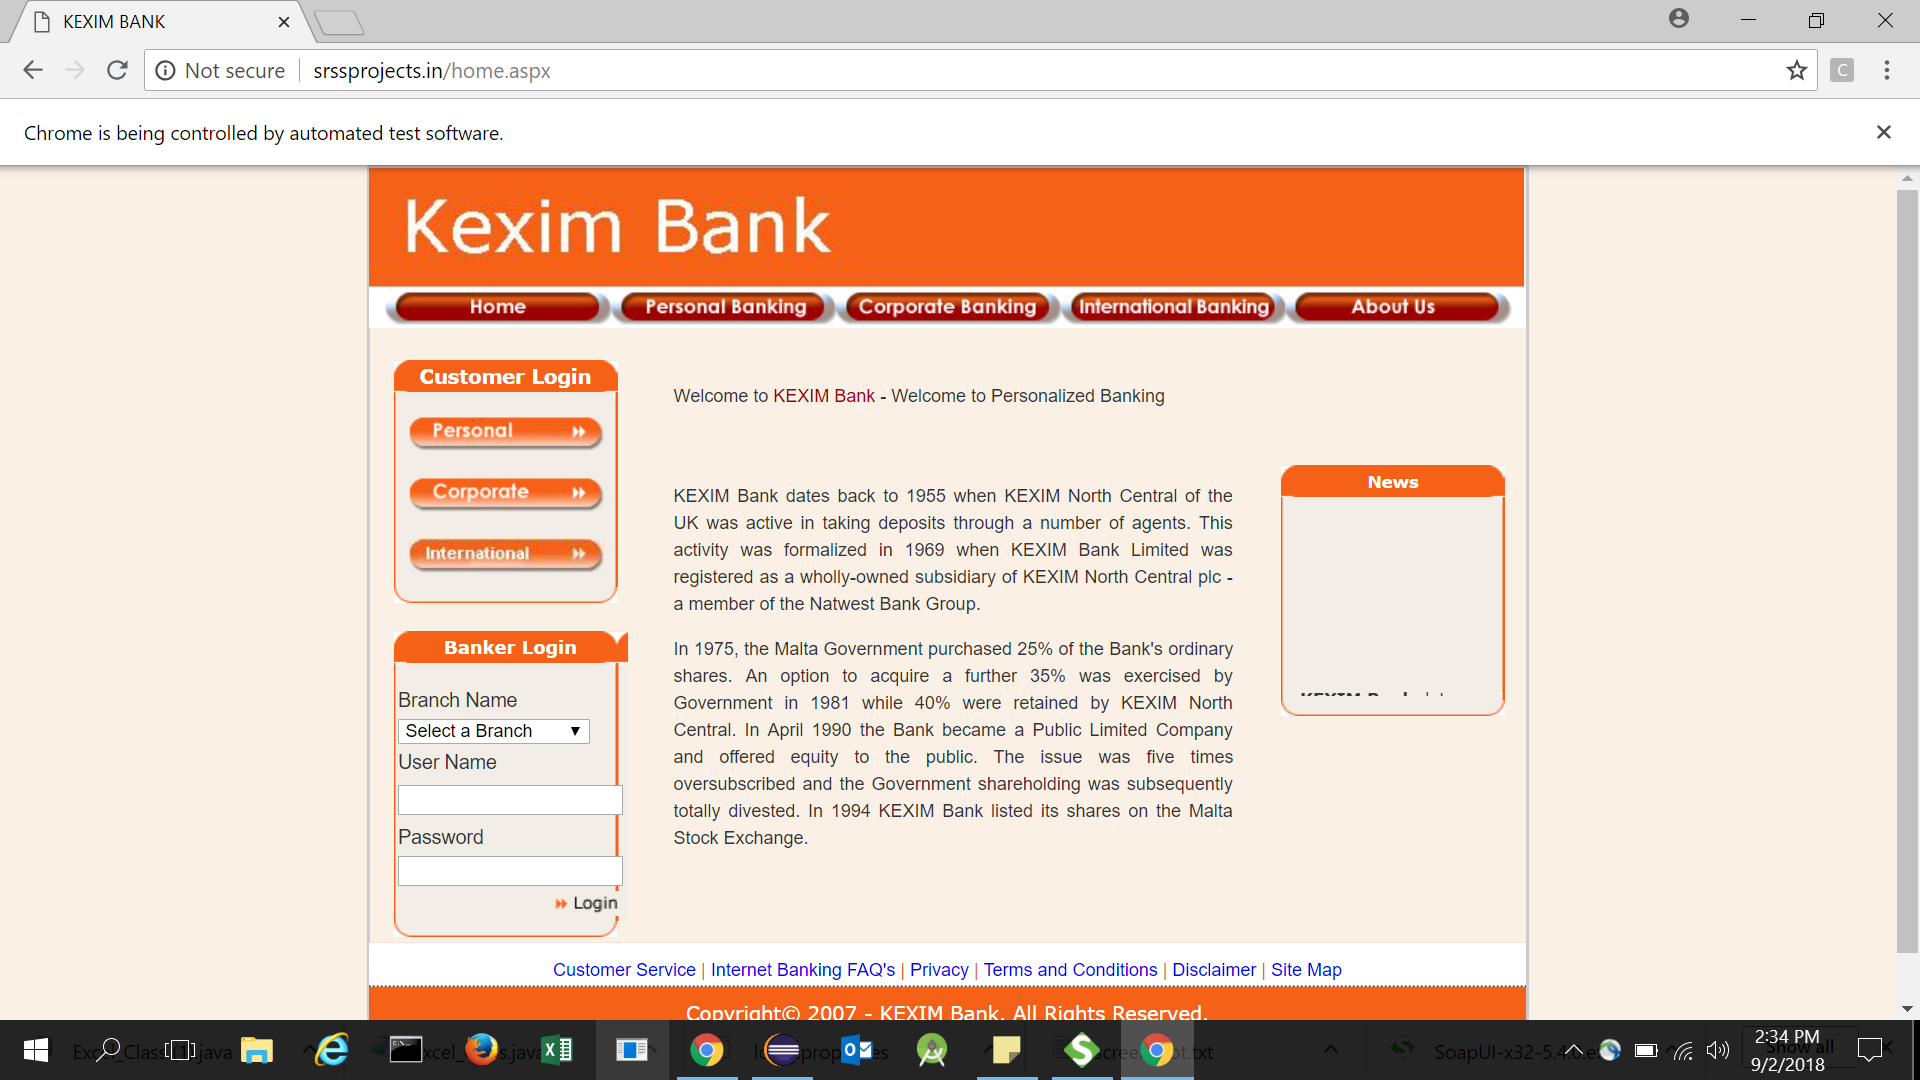 KEXIM BANK
Not secure
srssprojects.in/home.aspx
C
Chrome is being controlled by automated test software.
Kexim Bank
Home
Personal Banking
Corporate Banking
International Banking
About Us
Customer Login
Personal
Corporate
International
Banker Login
Branch Name
Select a Branch
User Name
Password
Login
Welcome to KEXIM Bank - Welcome to Personalized Banking
KEXIM Bank dates back to 1955 when KEXIM North Central of the
UK was active in taking deposits through a number of agents. This
activity was formalized in 1969 when KEXIM Bank Limited was
registered as a wholly-owned subsidiary of KEXIM North Central plc -
a member of the Natwest Bank Group.
In 1975, the Malta Government purchased 25% of the Bank's ordinary
shares. An option to acquire a further 35% was exercised by
Government in 1981 while 40% were retained by KEXIM North
Central. In April 1990 the Bank became a Public Limited Company
and offered equity to the public. The issue was five times
oversubscribed and the Government shareholding was subsequently
totally divested. In 1994 KEXIM Bank listed its shares on the Malta
Stock Exchange.
News
Customer Service | Internet Banking FAQ's | Privacy | Terms and Conditions | Disclaimer | Site Map
Copyright© 2007 - KEXIM Bank. All Rights Reserved.
Show all
2:34 PM
9/2/2018